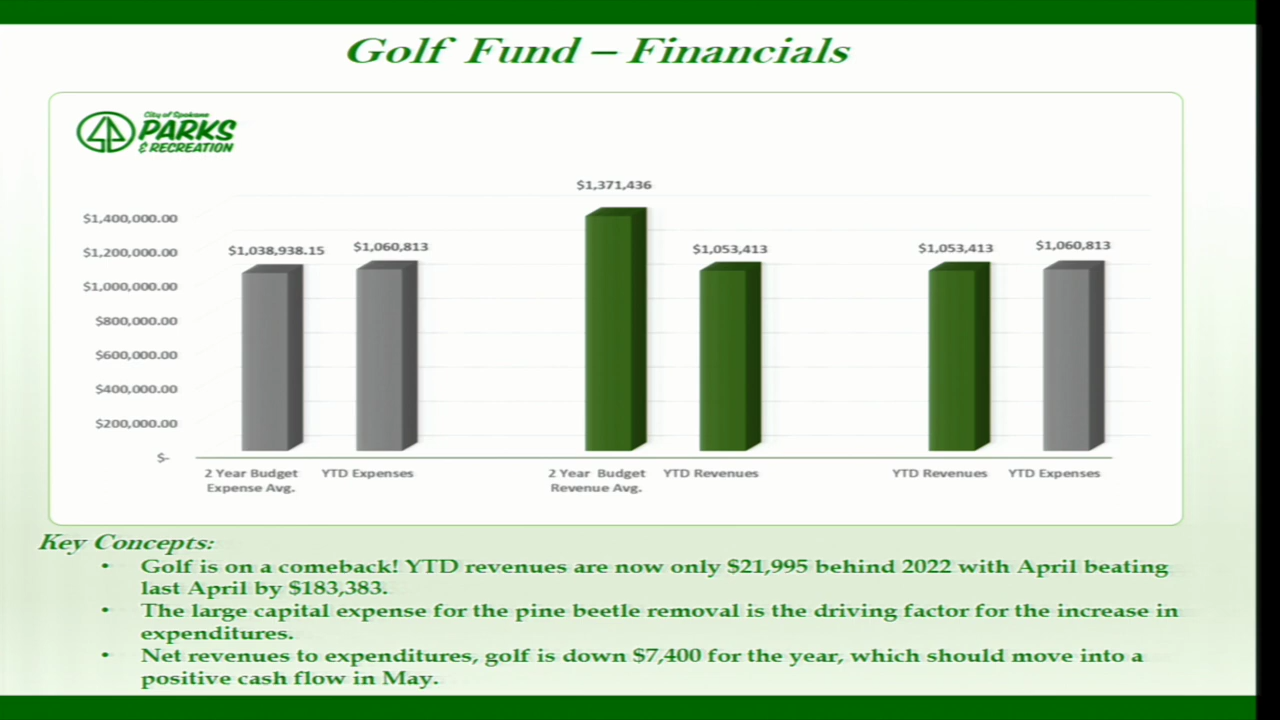 Golf Fund – Financials
City of Spokane
PARKS
& RECREATION
$1,371,436
$1,400,000.00
$1,200,000.00
$1,000,000.00
$800,000.00
$600,000.00
$400,000.00
$200,000.00
$-
$1,038,938.15
$1,060,813
$1,053,413
$1,053,413
$1,060,813
2 Year Budget
Expense Avg.
YTD Expenses
2 Year Budget
Revenue Avg.
YTD Revenues
YTD Revenues
YTD Expenses
Key Concepts:
• Golf is on a comeback! YTD revenues are now only $21,995 behind 2022 with April beating
last April by $183,383.
• The large capital expense for the pine beetle removal is the driving factor for the increase in
expenditures.
• Net revenues to expenditures, golf is down $7,400 for the year, which should move into a
positive cash flow in May.